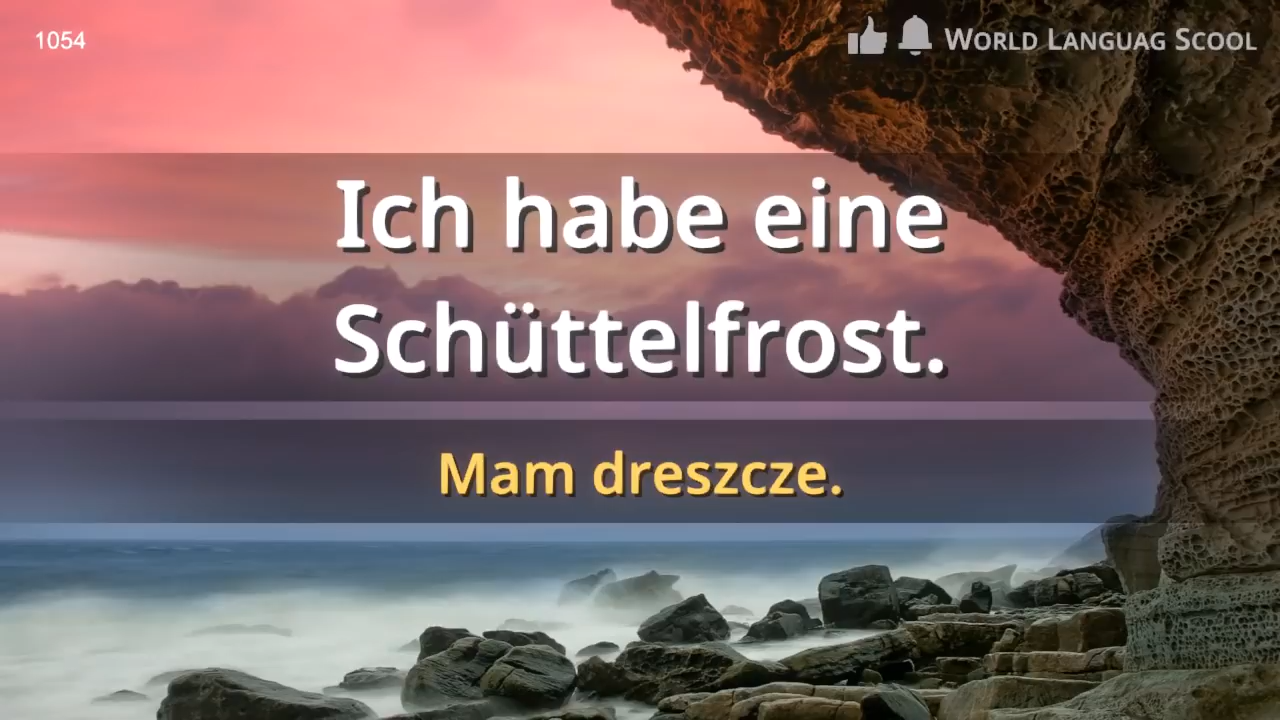 1054
WORLD LANGUAG SCOOL
Ich habe eine
Schüttelfrost.
Mam dreszcze.